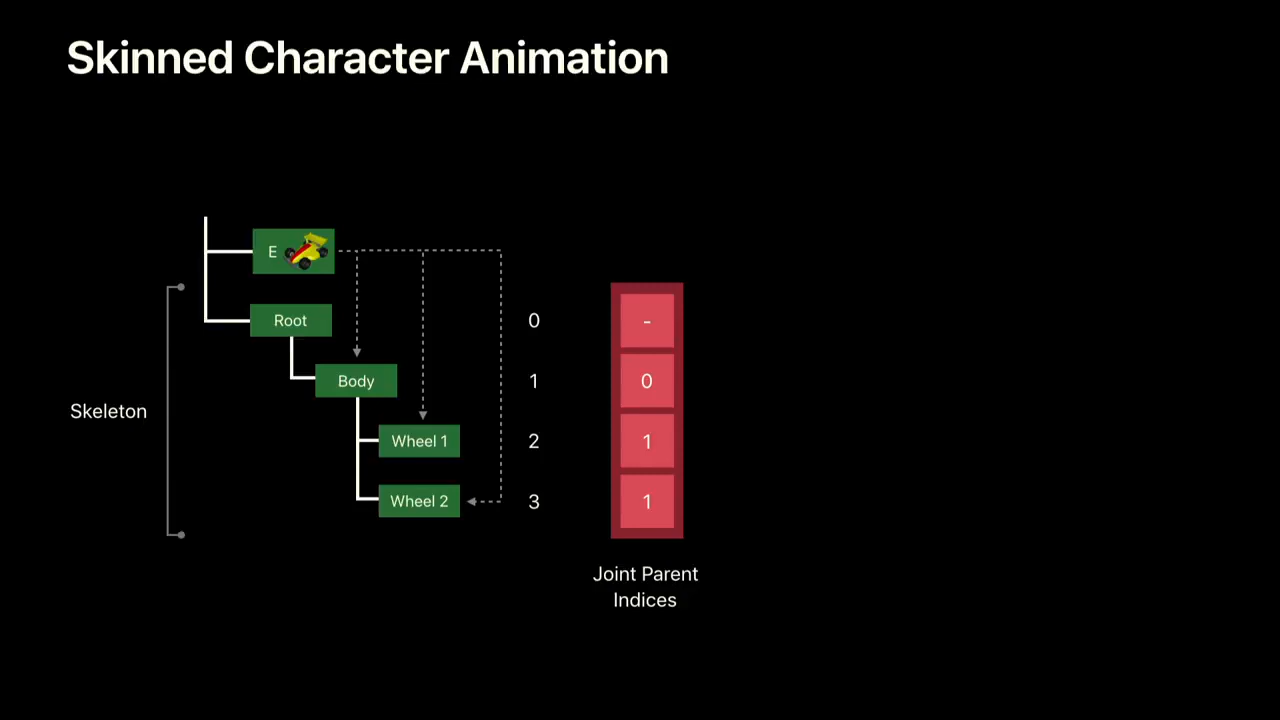 Skinned Character Animation
E
Root
0
-
Body
1
0
Skeleton
Wheel 1
2
1
Wheel 2
3
1
Joint Parent
Indices